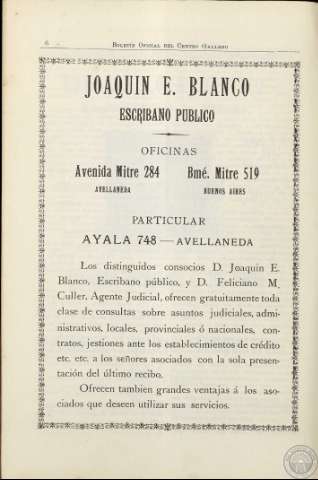 6
Boletín Oficial del Centro Gallego
JOAQUIN E. BLANCO
ESCRIBANO PUBLICO
OFICINAS
Avenida Mitre 284 Bmé. Mitre 519
AVELLANEDA BUENOS AIRES
PARTICULAR
AYALA 748 — AVELLANEDA
Los distinguidos consocios D. Joaquin E.
Blanco, Escribano público, y D. Feliciano M.
Culler, Agente Judicial, ofrecen gratuitamente toda
clase de consultas sobre asuntos judiciales, admi-
nistrativos, locales, provinciales ó nacionales, con-
tratos, jestiones ante los establecimientos de crédito
etc. etc. a los señores asociados con la sola presen-
tación del último recibo.
Ofrecen tambien grandes ventajas á los aso-
ciados que deseen utilizar sus servicios.